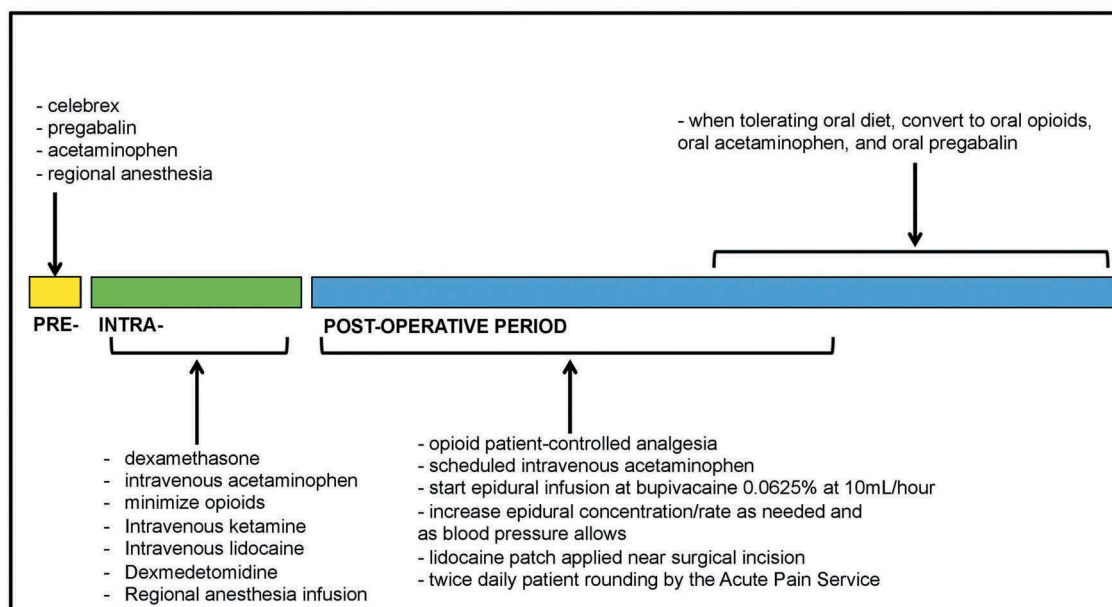 - celebrex
- pregabalin
- acetaminophen
- regional anesthesia
- when tolerating oral diet, convert to oral opioids,
oral acetaminophen, and oral pregabalin
PRE-
INTRA-
POST-OPERATIVE PERIOD
- dexamethasone
- intravenous acetaminophen
- minimize opioids
- Intravenous ketamine
- Intravenous lidocaine
- Dexmedetomidine
- Regional anesthesia infusion
- opioid patient-controlled analgesia
- scheduled intravenous acetaminophen
- start epidural infusion at bupivacaine 0.0625% at 10mL/hour
- increase epidural concentration/rate as needed and
as blood pressure allows
- lidocaine patch applied near surgical incision
- twice daily patient rounding by the Acute Pain Service